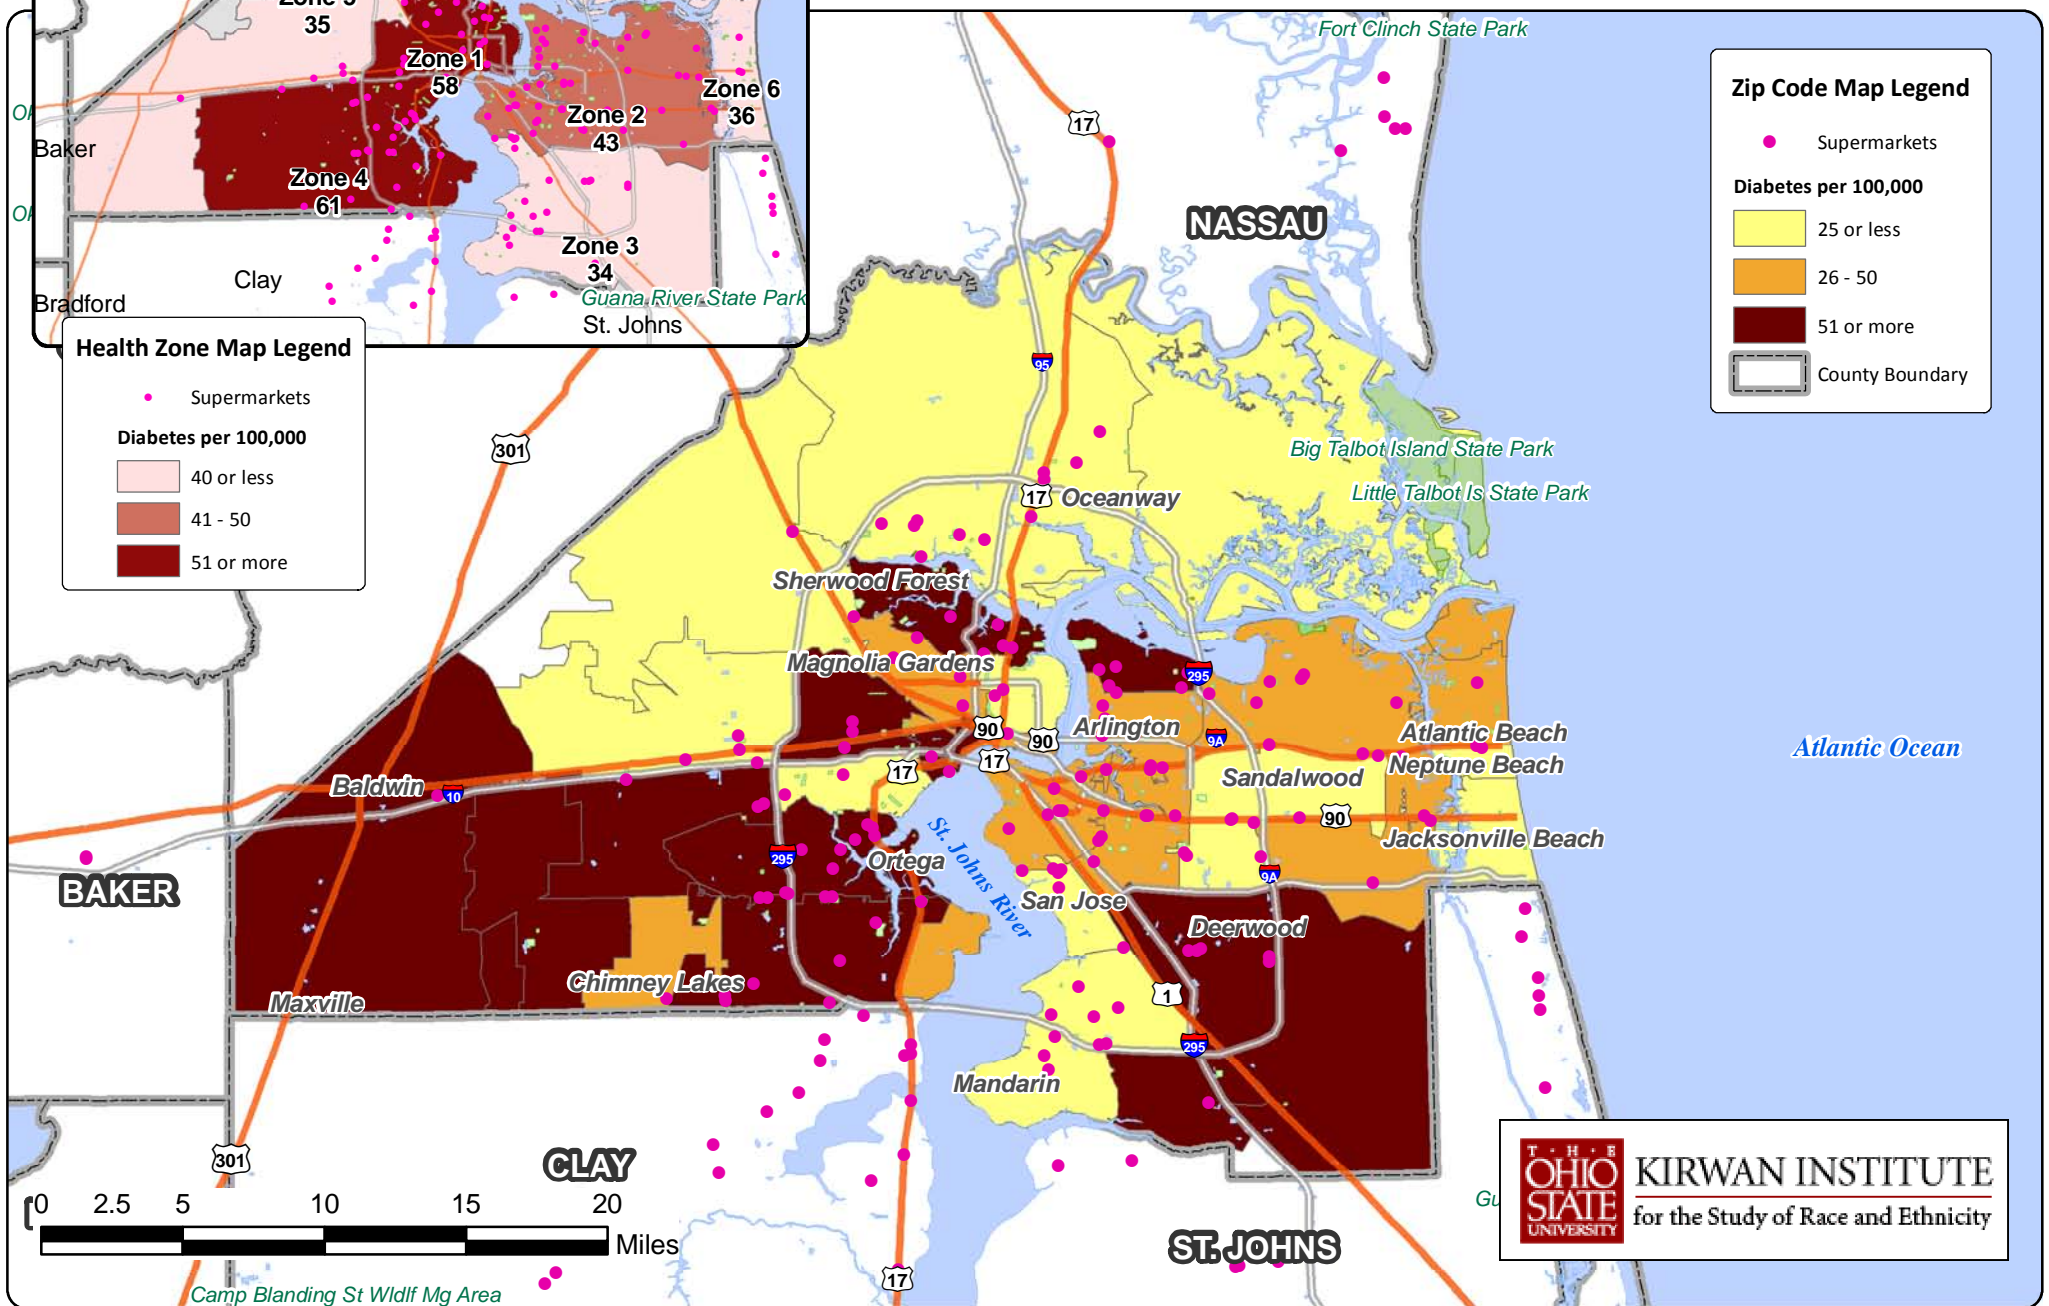 Zone 5
35
Zone 1
58
Zone 6
36
Zone 2
43
Baker
Zone 4
61
Zone 3
34
Clay
Guana River State Park
Bradford
St. Johns
Health Zone Map Legend
Supermarkets
Diabetes per 100,000
40 or less
41 - 50
51 or more
Fort Clinch State Park
Zip Code Map Legend
Supermarkets
Diabetes per 100,000
25 or less
26 - 50
51 or more
County Boundary
17
NASSAU
95
301
Big Talbot Island State Park
Little Talbot Is State Park
17
Oceanway
Sherwood Forest
Magnolia Gardens
295
90
90
Arlington
9A
Atlantic Beach
Atlantic Ocean
17
17
Sandalwood
Neptune Beach
Baldwin
10
90
Jacksonville Beach
295
Ortega
St. Johns River
9A
BAKER
San Jose
Deerwood
Chimney Lakes
Maxville
1
295
Mandarin
301
CLAY
0 2.5 5 10 15 20
Miles
ST. JOHNS
17
Gu
Camp Blanding St Wldlf Mg Area
T·H·E
OHIO
STATE
UNIVERSITY
KIRWAN INSTITUTE
for the Study of Race and Ethnicity